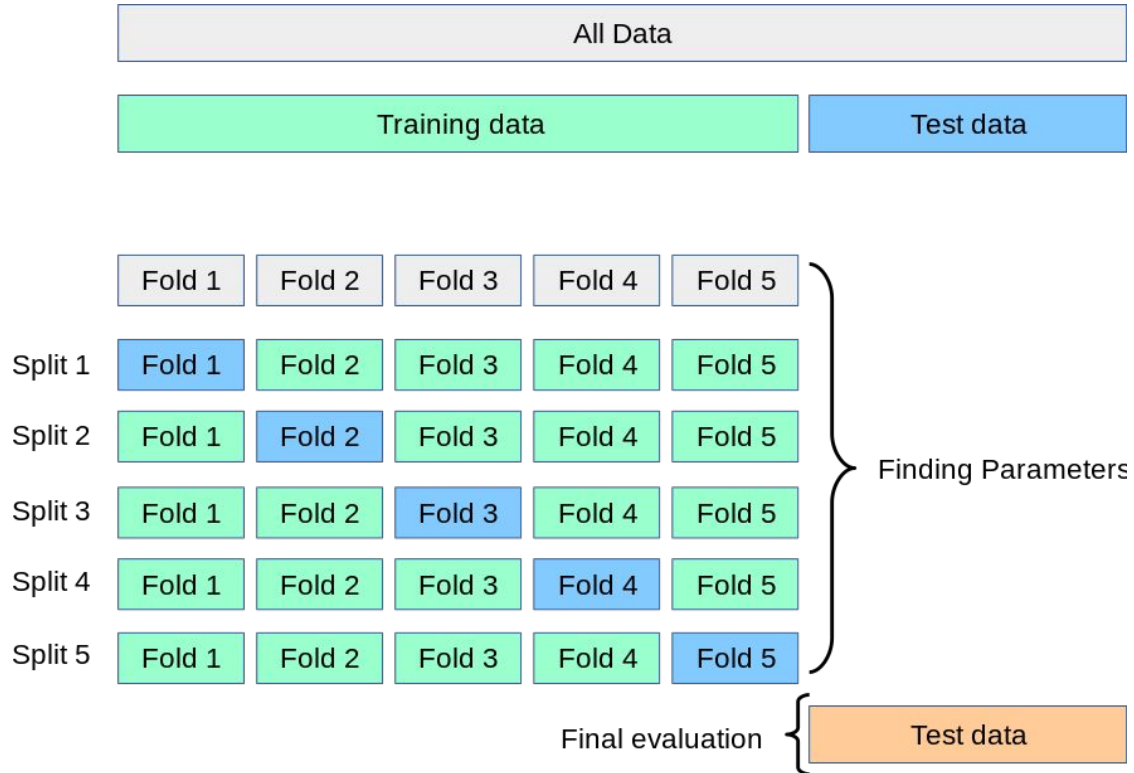 All Data
Training data Test data
Fold 1 Fold 2 Fold 3 Fold 4 Fold 5
Split 1 Fold 1 Fold 2 Fold 3 Fold 4 Fold 5
Split 2 Fold 1 Fold 2 Fold 3 Fold 4 Fold 5
Finding Parameters
Split 3 Fold 1 Fold 2 Fold 3 Fold 4 Fold 5
Split 4 Fold 1 Fold 2 Fold 3 Fold 4 Fold 5
Split 5 Fold 1 Fold 2 Fold 3 Fold 4 Fold 5
Final evaluation Test data